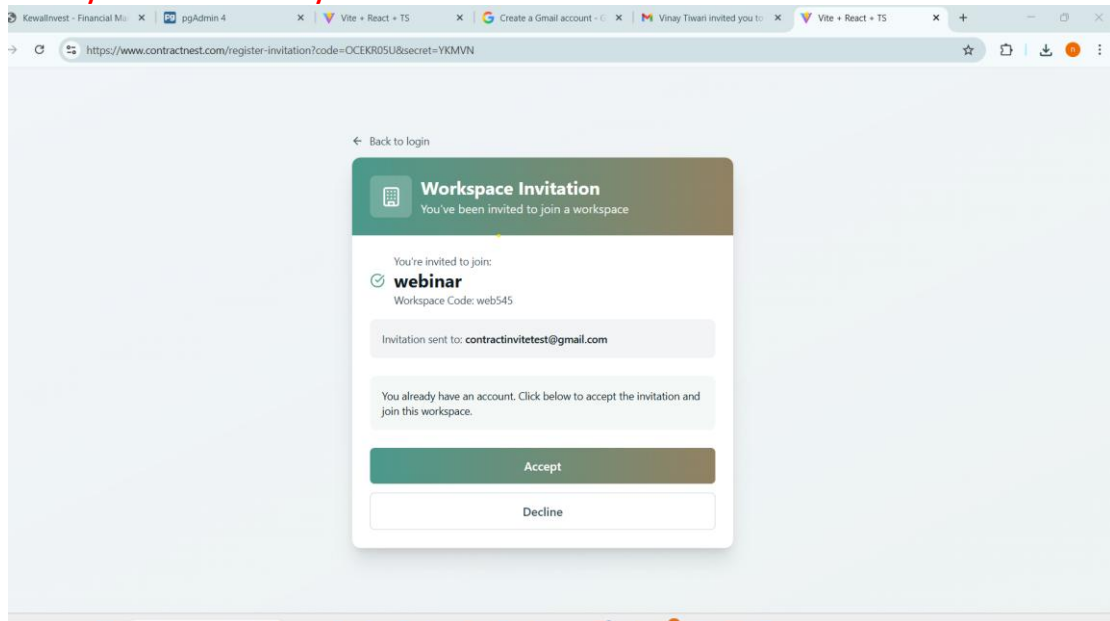 Kewallnvest - Financial Ma
pgAdmin 4
Vite + React + TS
Create a Gmail account - G
Vinay Tiwari invited you to
Vite + React + TS
https://www.contractnest.com/register-invitation?code=OCEKR05U&secret=YKMVN
Back to login
Workspace Invitation
You've been invited to join a workspace
You're invited to join:
webinar
Workspace Code: web545
Invitation sent to: contractinvitetest@gmail.com
You already have an account. Click below to accept the invitation and
join this workspace.
Accept
Decline